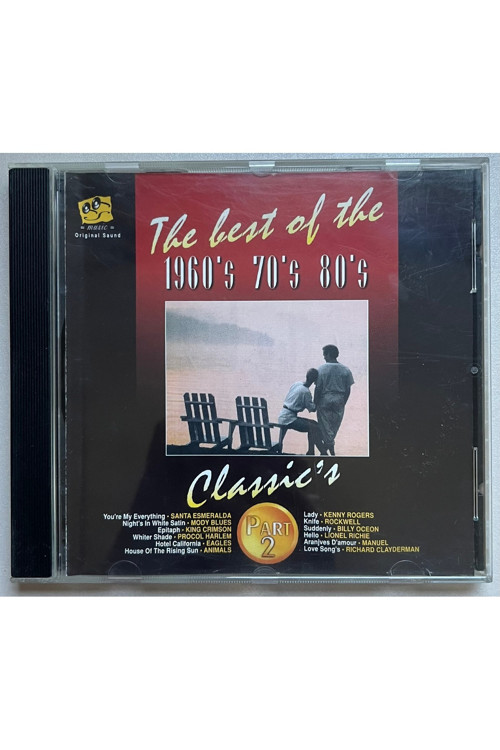 = MUSIC =
Original Sound
The best of the
1960's 70's 80's
Classic's
You're My Everything - SANTA ESMERALDA
Night's In White Satin - MODY BLUES
Epitaph - KING CRIMSON
Whiter Shade - PROCOL HARLEM
Hotel California - EAGLES
House Of The Rising Sun - ANIMALS
PART
2
Lady - KENNY ROGERS
Knife - ROCKWELL
Suddenly - BILLY OCEON
Hello - LIONEL RICHIE
Aranjves D'amour - MANUEL
Love Song's - RICHARD CLAYDERMAN